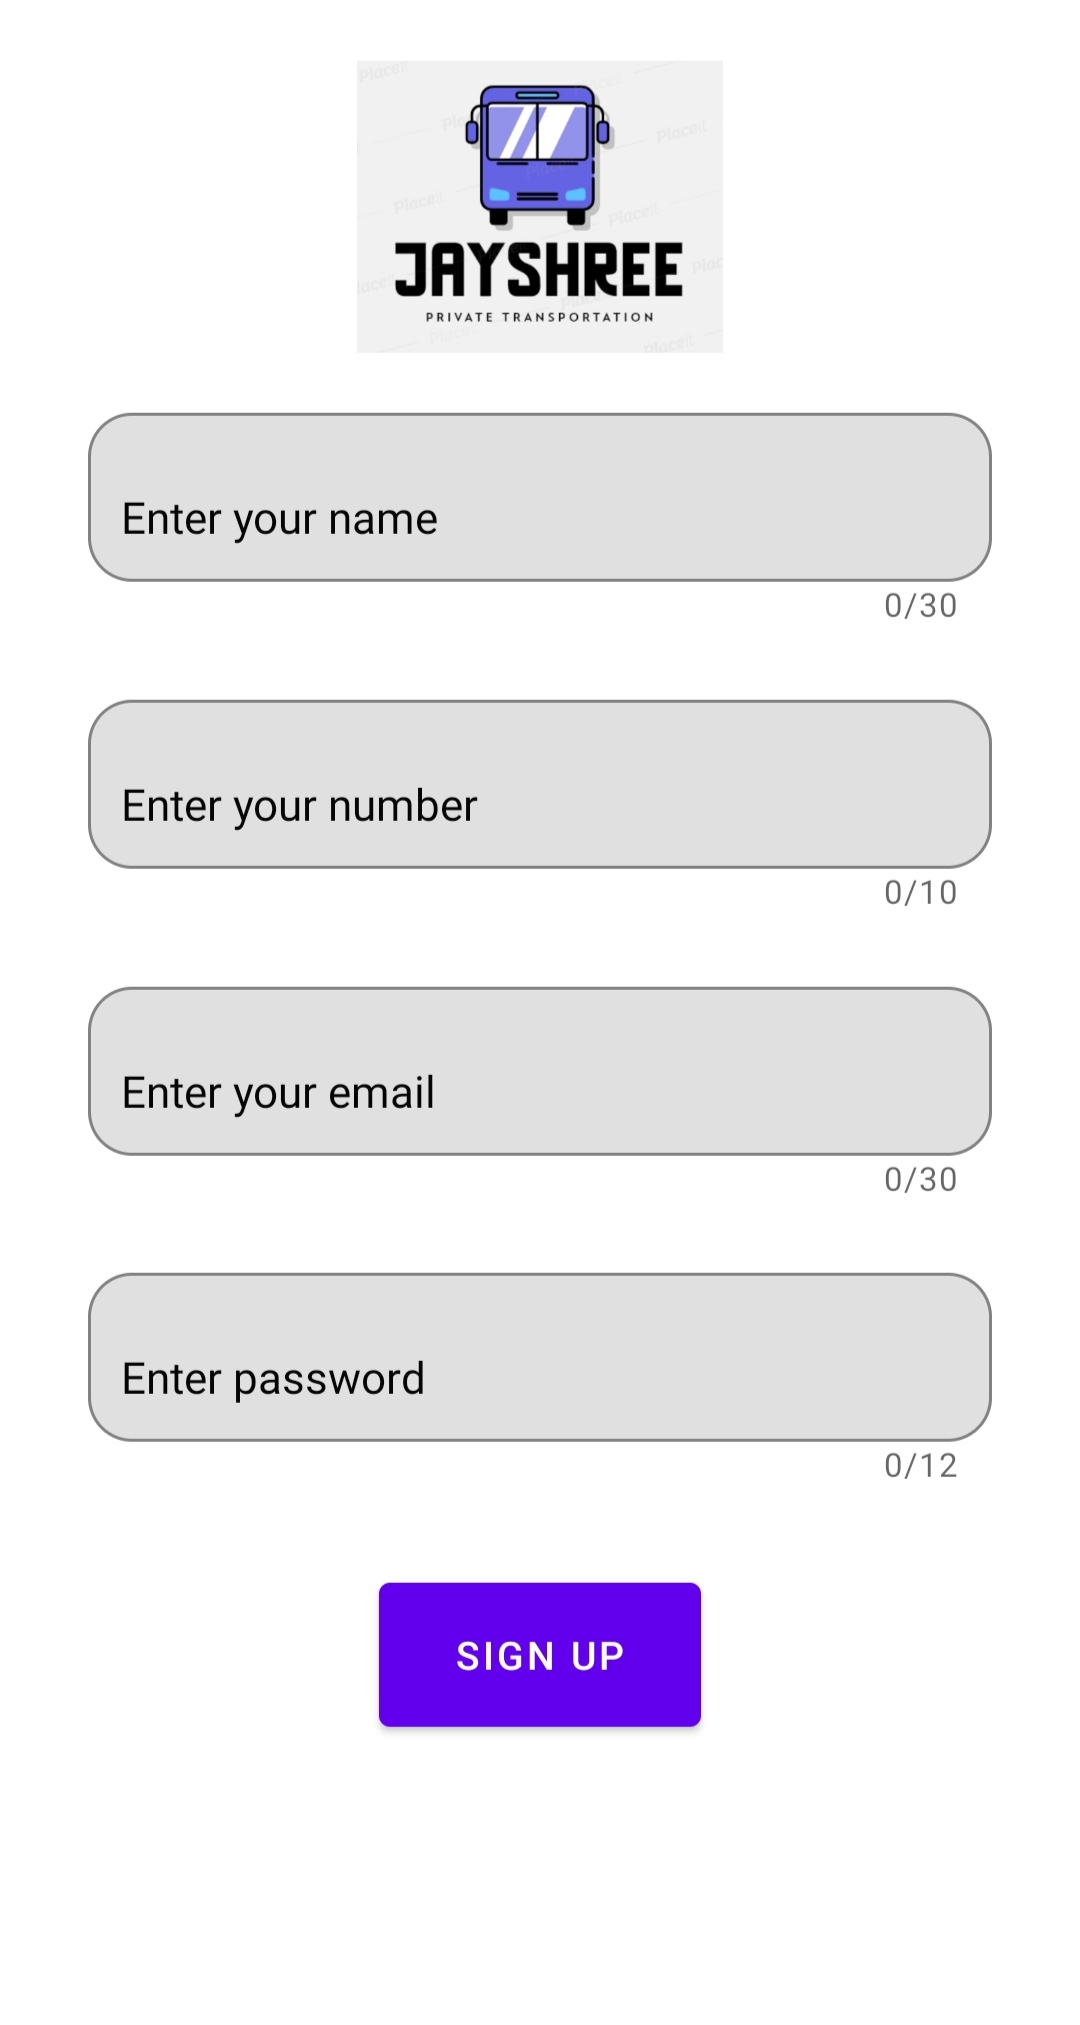 JAYSHREE
PRIVATE TRANSPORTATION
Enter your name
0/30
Enter your number
0/10
Enter your email
0/30
Enter password
0/12
SIGN UP